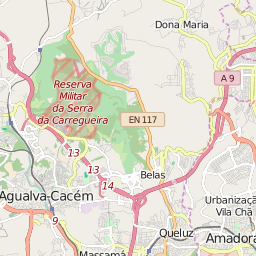 Dona Maria
A 9
Reserva
Militar
da Serra
da Carregueira
EN 117
13
13
14
Belas
Agualva-Cacém
9
Urbanizaç
Vila Chã
Queluz
Amadora
Massamá